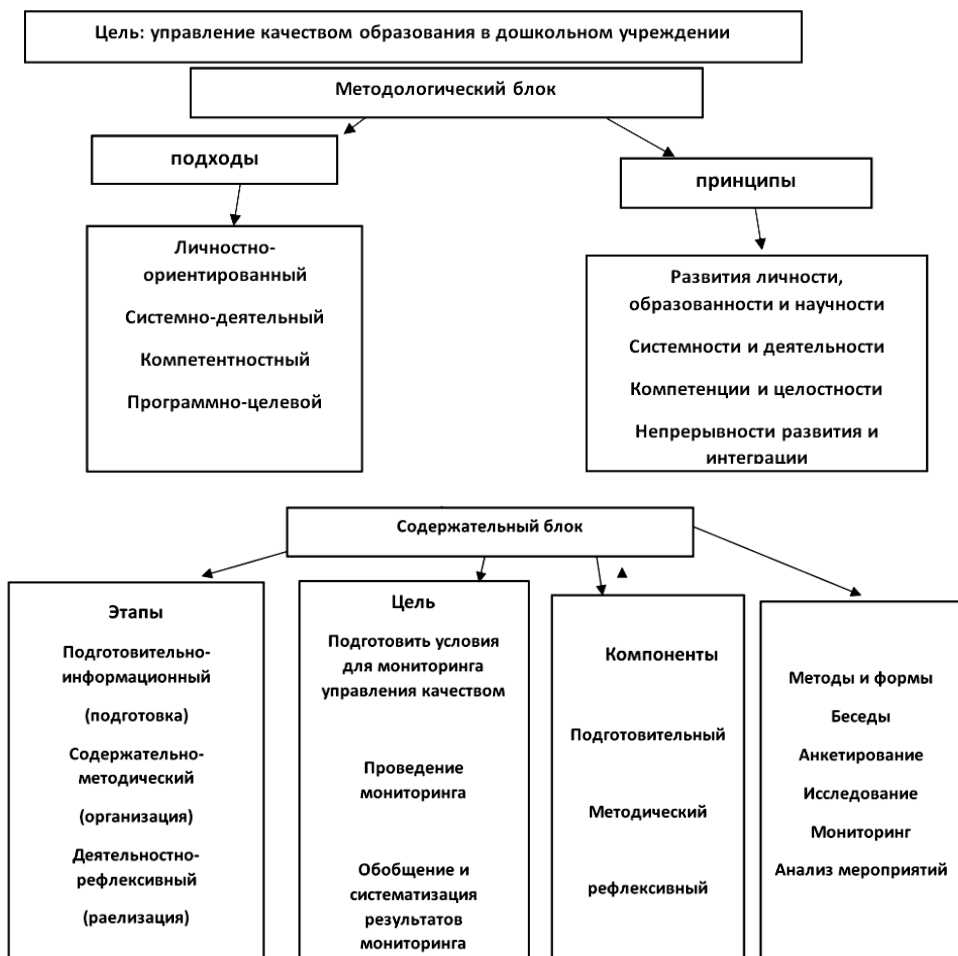 Цель: управление качеством образования в дошкольном учреждении
Методологический блок
подходы
принципы
Личностно-
ориентированный
Системно-деятельный
Компетентностный
Программно-целевой
Развития личности,
образованности и научности
Системности и деятельности
Компетенции и целостности
Непрерывности развития и
интеграции
Содержательный блок
Этапы
Подготовительно-
информационный
(подготовка)
Содержательно-
методический
(организация)
Деятельностно-
рефлексивный
(раелизация)
Цель
Подготовить условия
для мониторинга
управления качеством
Проведение
мониторинга
Обобщение и
систематизация
результатов
мониторинга
Компоненты
Подготовительный
Методический
рефлексивный
Методы и формы
Беседы
Анкетирование
Исследование
Мониторинг
Анализ мероприятий